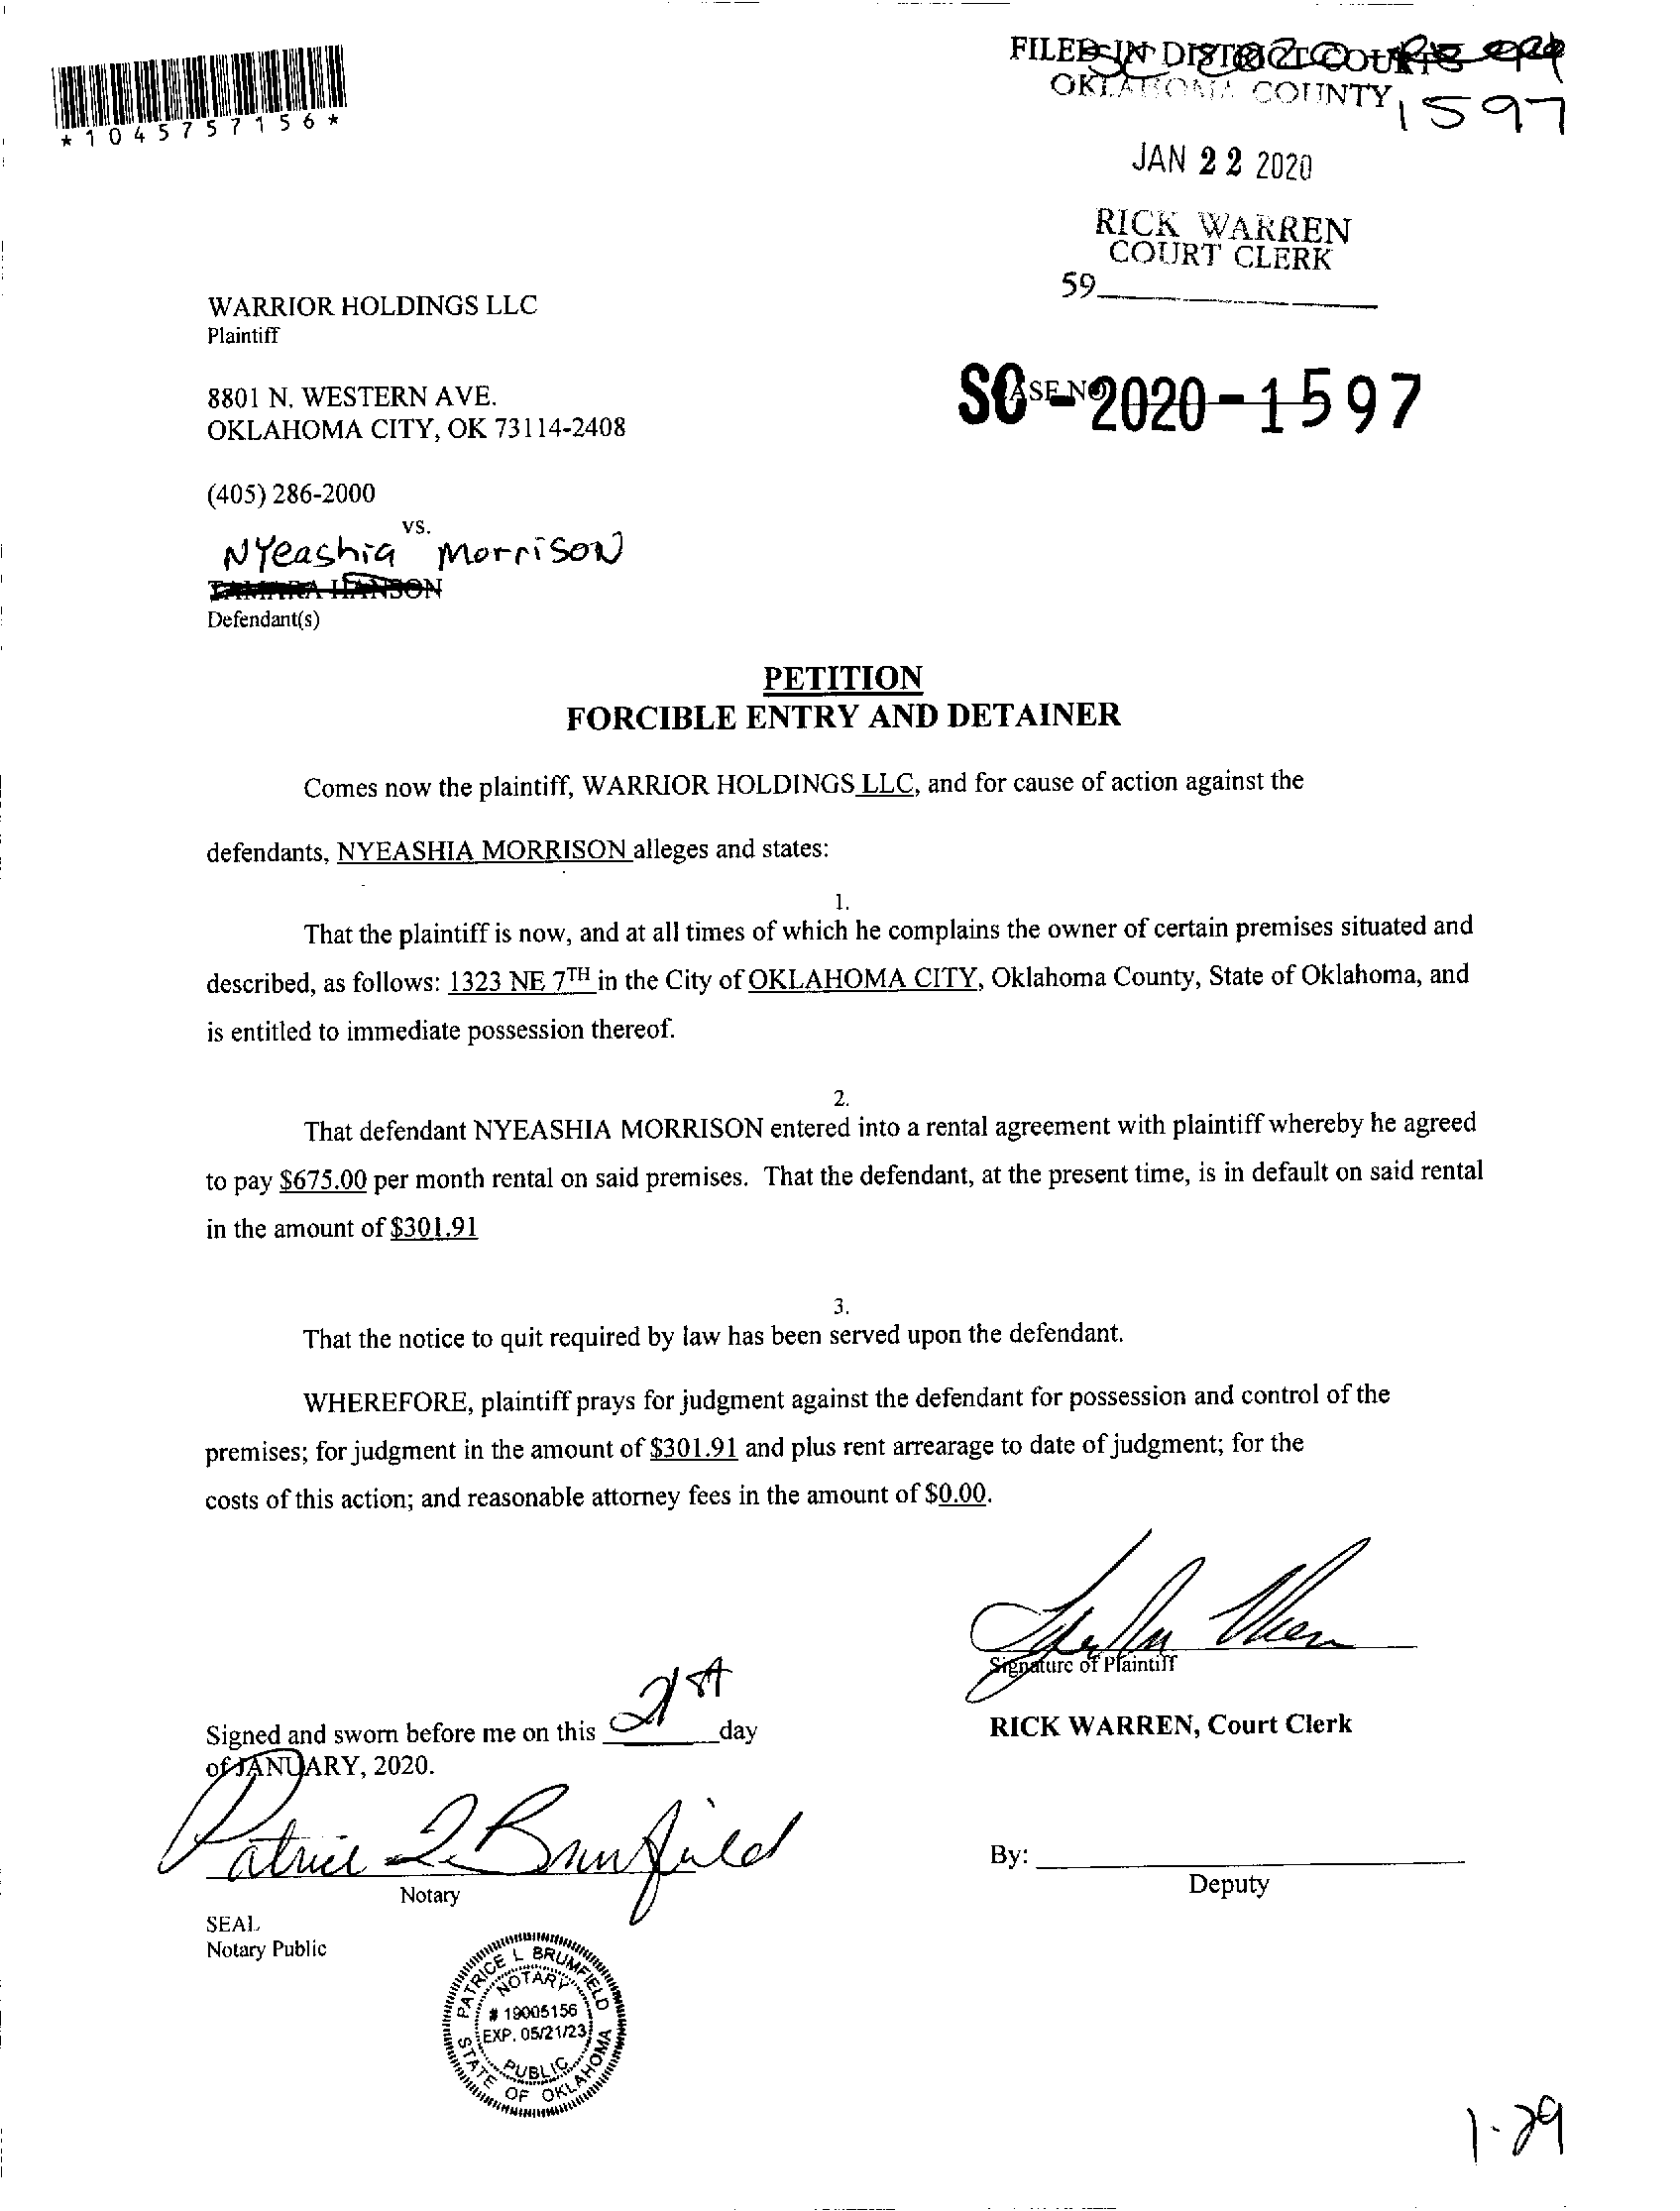 *1045757156*
FILED IN DISTRICT COURT
OKLAHOMA COUNTY
1597
JAN 22 2020
RICK WARREN
COURT CLERK
59
WARRIOR HOLDINGS LLC
Plaintiff
8801 N. WESTERN AVE.
OKLAHOMA CITY, OK 73114-2408
CASE NO
SC-2020-1597
(405) 286-2000
vs.
NYeashia Morrison
TAMARA HANSON
Defendant(s)
PETITION
FORCIBLE ENTRY AND DETAINER
Comes now the plaintiff, WARRIOR HOLDINGS LLC, and for cause of action against the
defendants, NYEASHIA MORRISON alleges and states:
1.
That the plaintiff is now, and at all times of which he complains the owner of certain premises situated and
described, as follows: 1323 NE 7TH in the City of OKLAHOMA CITY, Oklahoma County, State of Oklahoma, and
is entitled to immediate possession thereof.
2.
That defendant NYEASHIA MORRISON entered into a rental agreement with plaintiff whereby he agreed
to pay $675.00 per month rental on said premises. That the defendant, at the present time, is in default on said rental
in the amount of $301.91
3.
That the notice to quit required by law has been served upon the defendant.
WHEREFORE, plaintiff prays for judgment against the defendant for possession and control of the
premises; for judgment in the amount of $301.91 and plus rent arrearage to date of judgment; for the
costs of this action; and reasonable attorney fees in the amount of $0.00.
Signature of Plaintiff
Signed and sworn before me on this 21st day
of JANUARY, 2020.
RICK WARREN, Court Clerk
Patrice L Brumfield
Notary
By:
Deputy
SEAL
Notary Public
PATRICE L BRUMFIELD
NOTARY
# 19005156
EXP. 05/21/23
PUBLIC
STATE OF OKLAHOMA
1-29